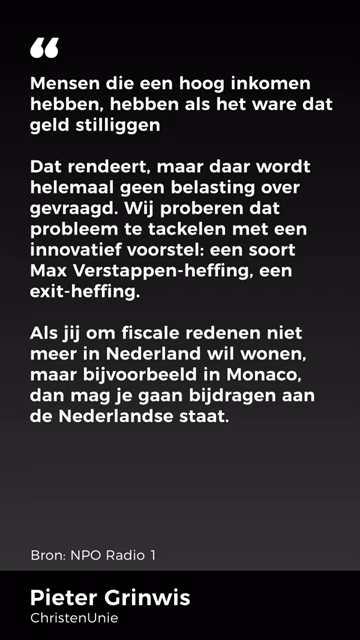 Mensen die een hoog inkomen
hebben, hebben als het ware dat
geld stilliggen
Dat rendeert, maar daar wordt
helemaal geen belasting over
gevraagd. Wij proberen dat
probleem te tackelen met een
innovatief voorstel: een soort
Max Verstappen-heffing, een
exit-heffing.
Als jij om fiscale redenen niet
meer in Nederland wil wonen,
maar bijvoorbeeld in Monaco,
dan mag je gaan bijdragen aan
de Nederlandse staat.
Bron: NPO Radio 1
Pieter Grinwis
ChristenUnie